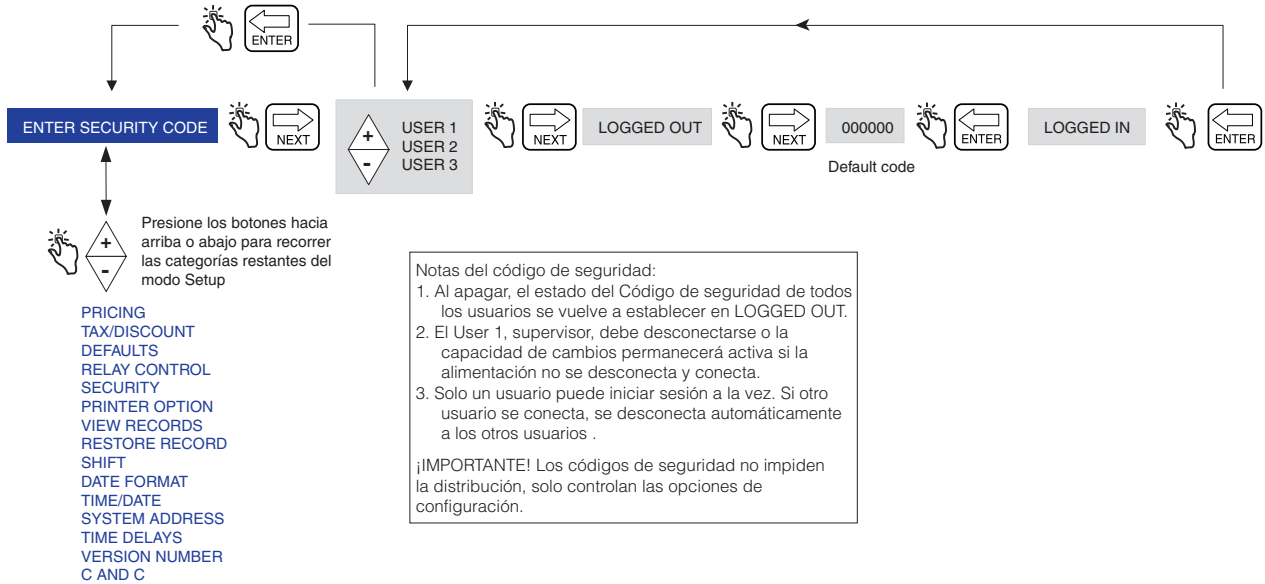 ENTER
ENTER SECURITY CODE
NEXT
+
-
USER 1
USER 2
USER 3
NEXT
LOGGED OUT
NEXT
000000
Default code
ENTER
LOGGED IN
ENTER
+
-
Presione los botones hacia
arriba o abajo para recorrer
las categorías restantes del
modo Setup
PRICING
TAX/DISCOUNT
DEFAULTS
RELAY CONTROL
SECURITY
PRINTER OPTION
VIEW RECORDS
RESTORE RECORD
SHIFT
DATE FORMAT
TIME/DATE
SYSTEM ADDRESS
TIME DELAYS
VERSION NUMBER
C AND C
Notas del código de seguridad:
1. Al apagar, el estado del Código de seguridad de todos
los usuarios se vuelve a establecer en LOGGED OUT.
2. El User 1, supervisor, debe desconectarse o la
capacidad de cambios permanecerá activa si la
alimentación no se desconecta y conecta.
3. Solo un usuario puede iniciar sesión a la vez. Si otro
usuario se conecta, se desconecta automáticamente
a los otros usuarios .
¡IMPORTANTE! Los códigos de seguridad no impiden
la distribución, solo controlan las opciones de
configuración.